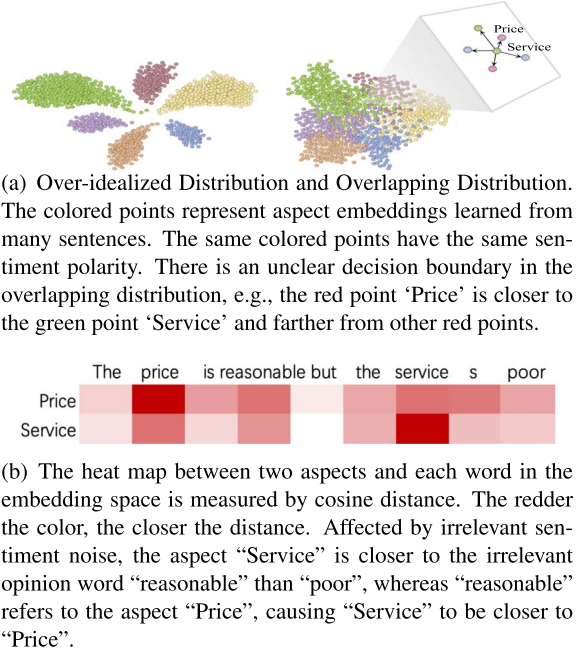 Price
Service
(a) Over-idealized Distribution and Overlapping Distribution.
The colored points represent aspect embeddings learned from
many sentences. The same colored points have the same sen-
timent polarity. There is an unclear decision boundary in the
overlapping distribution, e.g., the red point ‘Price’ is closer to
the green point ‘Service’ and farther from other red points.
The price is reasonable but the service s poor
Price
Service
(b) The heat map between two aspects and each word in the
embedding space is measured by cosine distance. The redder
the color, the closer the distance. Affected by irrelevant sen-
timent noise, the aspect “Service” is closer to the irrelevant
opinion word “reasonable” than “poor”, whereas “reasonable”
refers to the aspect “Price”, causing “Service” to be closer to
“Price”.